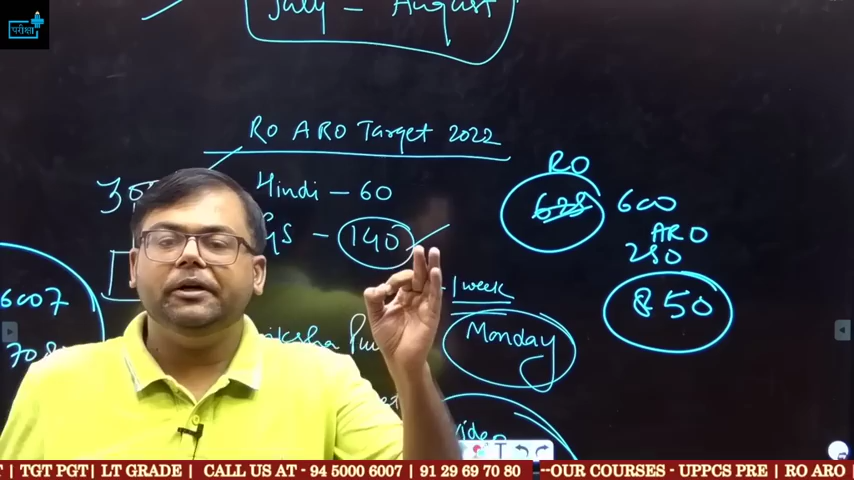 परीक्षा
July - August
RO ARO Target 2022
Hindi - 60
GS - 140
RO
628 600
ARO
250
850
- 1 week
Monday
6007
708
T | TGT PGT| LT GRADE | CALL US AT - 94 5000 6007 | 91 29 69 70 80 --OUR COURSES - UPPCS PRE | RO ARO |